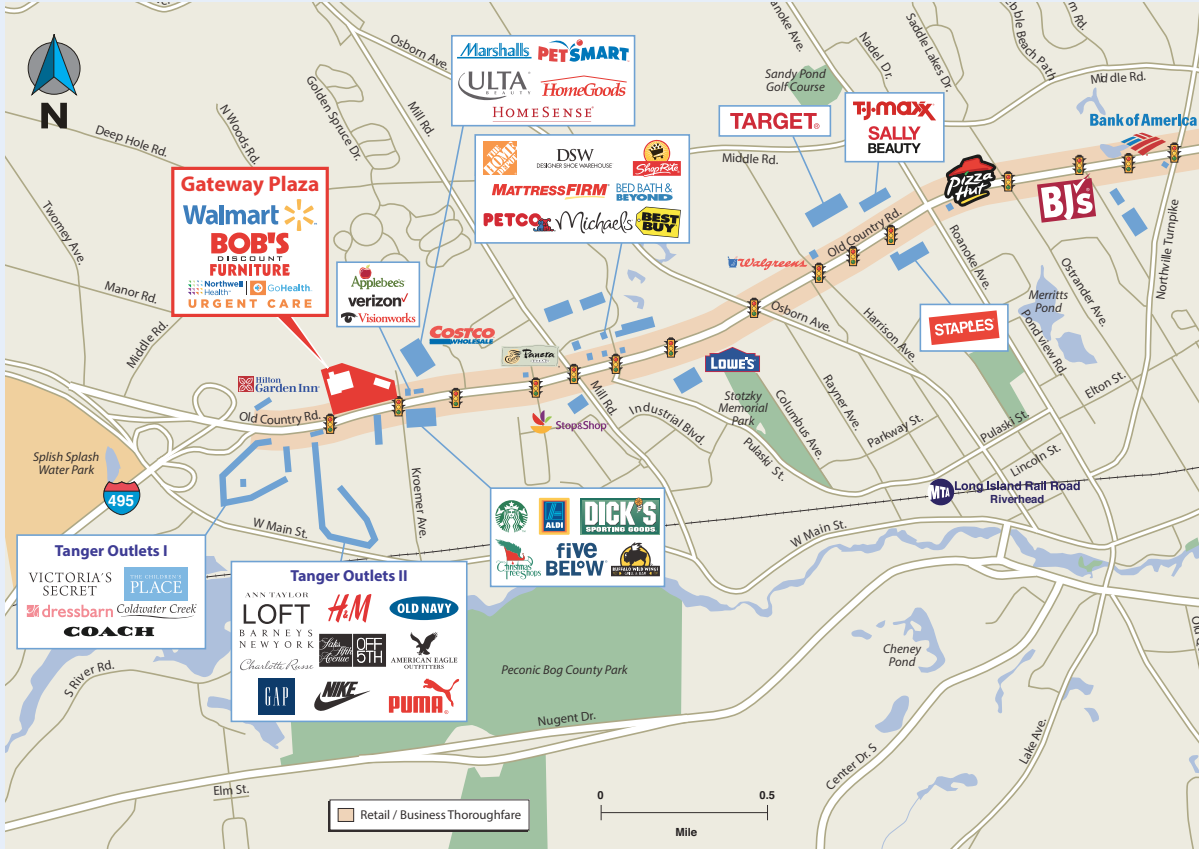 Osborn Ave.
Mill Rd.
Golden Spruce Dr.
N Woods Rd.
Deep Hole Rd.
N
Twomey Ave.
Manor Rd.
Middle Rd.
Marshalls PETSMART
ULTA
BEAUTY
HomeGoods
HOMESENSE
THE HOME DEPOT
DSW
DESIGNER SHOE WAREHOUSE
ShopRite
MATTRESSFIRM BED BATH &
BEYOND
PETCO Michaels BEST
BUY
Roanoke Ave.
Nadel Dr.
Saddle Lakes Dr.
Pebble Beach Path
Middle Rd.
Sandy Pond
Golf Course
TARGET
T·J·maxx
SALLY
BEAUTY
Middle Rd.
Bank of America
Pizza
Hut
BJ's
Gateway Plaza
Walmart
BOB'S
DISCOUNT
FURNITURE
Northwell
Health
GoHealth
URGENT CARE
Applebee's
verizon
Visionworks
COSTCO
WHOLESALE
Panera
Walgreens
Old Country Rd.
Roanoke Ave.
Ostrander Ave.
Northville Turnpike
Merritts
Pond
Pond view Rd.
STAPLES
Osborn Ave.
Harrison Ave.
LOWE'S
Stotzky
Memorial
Park
Columbus Ave.
Rayner Ave.
Parkway St.
Pulaski St.
Elton St.
Lincoln St.
Hilton
Garden Inn
Old Country Rd.
Mill Rd.
Industrial Blvd.
Pulaski St.
Stop&Shop
Splish Splash
Water Park
495
Kroemer Ave.
W Main St.
MTA Long Island Rail Road
Riverhead
W Main St.
ALDI
DICK'S
SPORTING GOODS
Christmas
Tree Shops
five
BELOW
BUFFALO WILD WINGS
Tanger Outlets I
VICTORIA'S
SECRET
THE CHILDREN'S
PLACE
dressbarn Coldwater Creek
COACH
Tanger Outlets II
ANN TAYLOR
LOFT
H&M
OLD NAVY
BARNEYS
NEWYORK
Saks
Fifth
Avenue
OFF
5TH
AMERICAN EAGLE
OUTFITTERS
Charlotte Russe
GAP
NIKE
PUMA
S River Rd.
Peconic Bog County Park
Cheney
Pond
Nugent Dr.
Center Dr. S
Lake Ave.
Elm St.
Retail / Business Thoroughfare
0 0.5
Mile